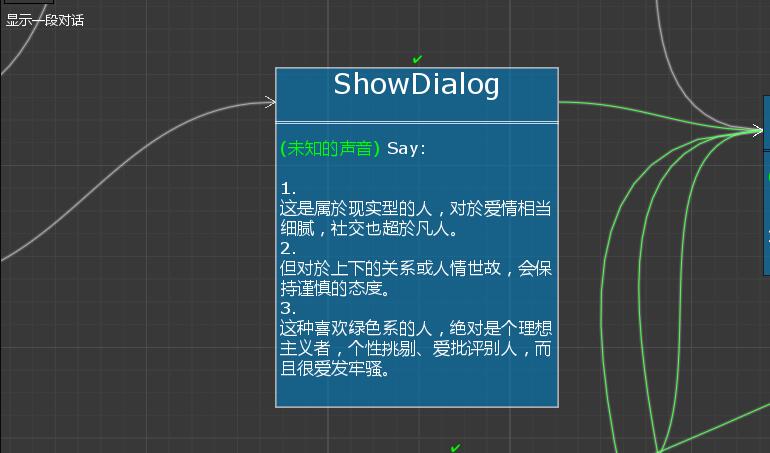 显示一段对话
ShowDialog
(未知的声音) Say:
1.
这是属於现实型的人，对於爱情相当
细腻，社交也超於凡人。
2.
但对於上下的关系或人情世故，会保
持谨慎的态度。
3.
这种喜欢绿色系的人，绝对是个理想
主义者，个性挑剔、爱批评别人，而
且很爱发牢骚。